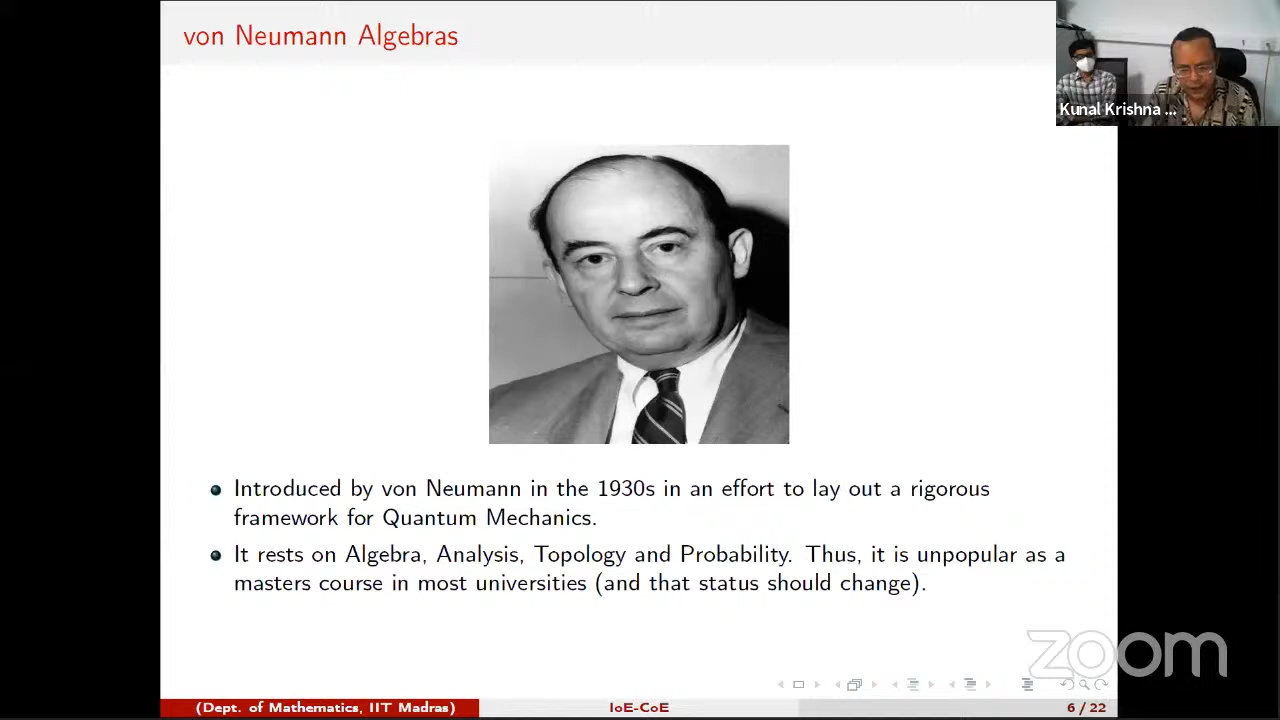 von Neumann Algebras
Kunal Krishna ...
Introduced by von Neumann in the 1930s in an effort to lay out a rigorous
framework for Quantum Mechanics.
It rests on Algebra, Analysis, Topology and Probability. Thus, it is unpopular as a
masters course in most universities (and that status should change).
zoom
(Dept. of Mathematics, IIT Madras)
IoE-CoE
6 / 22